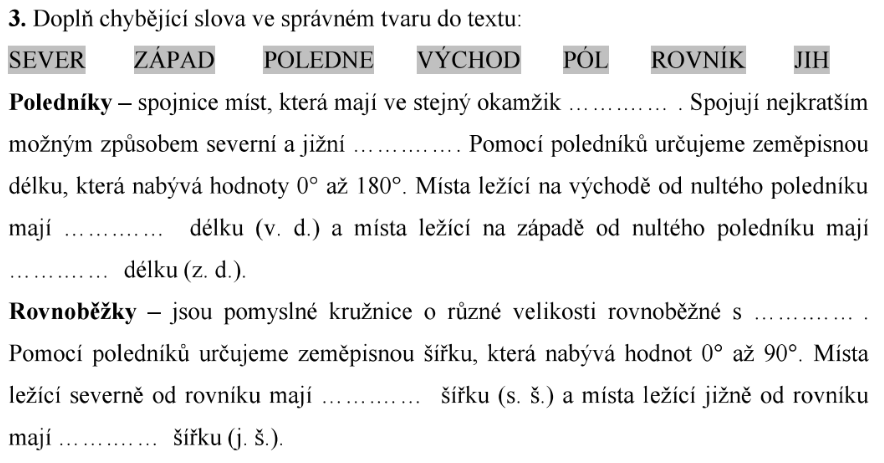 3. Doplň chybějící slova ve správném tvaru do textu:
SEVER ZÁPAD POLEDNE VÝCHOD PÓL ROVNÍK JIH
Poledníky – spojnice míst, která mají ve stejný okamžik ………… . Spojují nejkratším
možným způsobem severní a jižní ………… . Pomocí poledníků určujeme zeměpisnou
délku, která nabývá hodnoty 0° až 180°. Místa ležící na východě od nultého poledníku
mají ………… délku (v. d.) a místa ležící na západě od nultého poledníku mají
………… délku (z. d.).
Rovnoběžky – jsou pomyslné kružnice o různé velikosti rovnoběžné s ………… .
Pomocí poledníků určujeme zeměpisnou šířku, která nabývá hodnot 0° až 90°. Místa
ležící severně od rovníku mají ………… šířku (s. š.) a místa ležící jižně od rovníku
mají ………… šířku (j. š.).